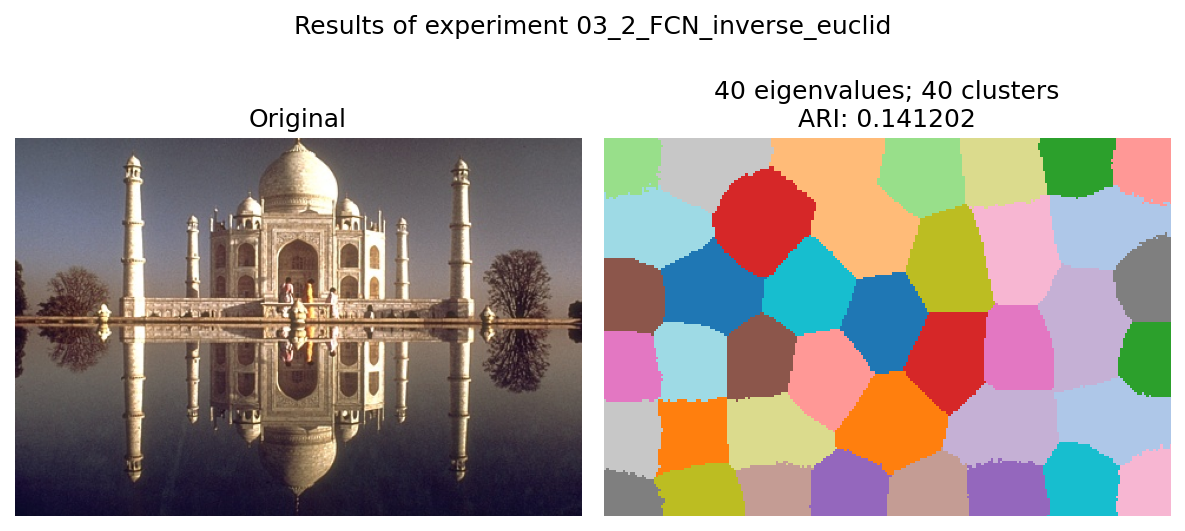 Results of experiment 03_2_FCN_inverse_euclid
Original
40 eigenvalues; 40 clusters
ARI: 0.141202